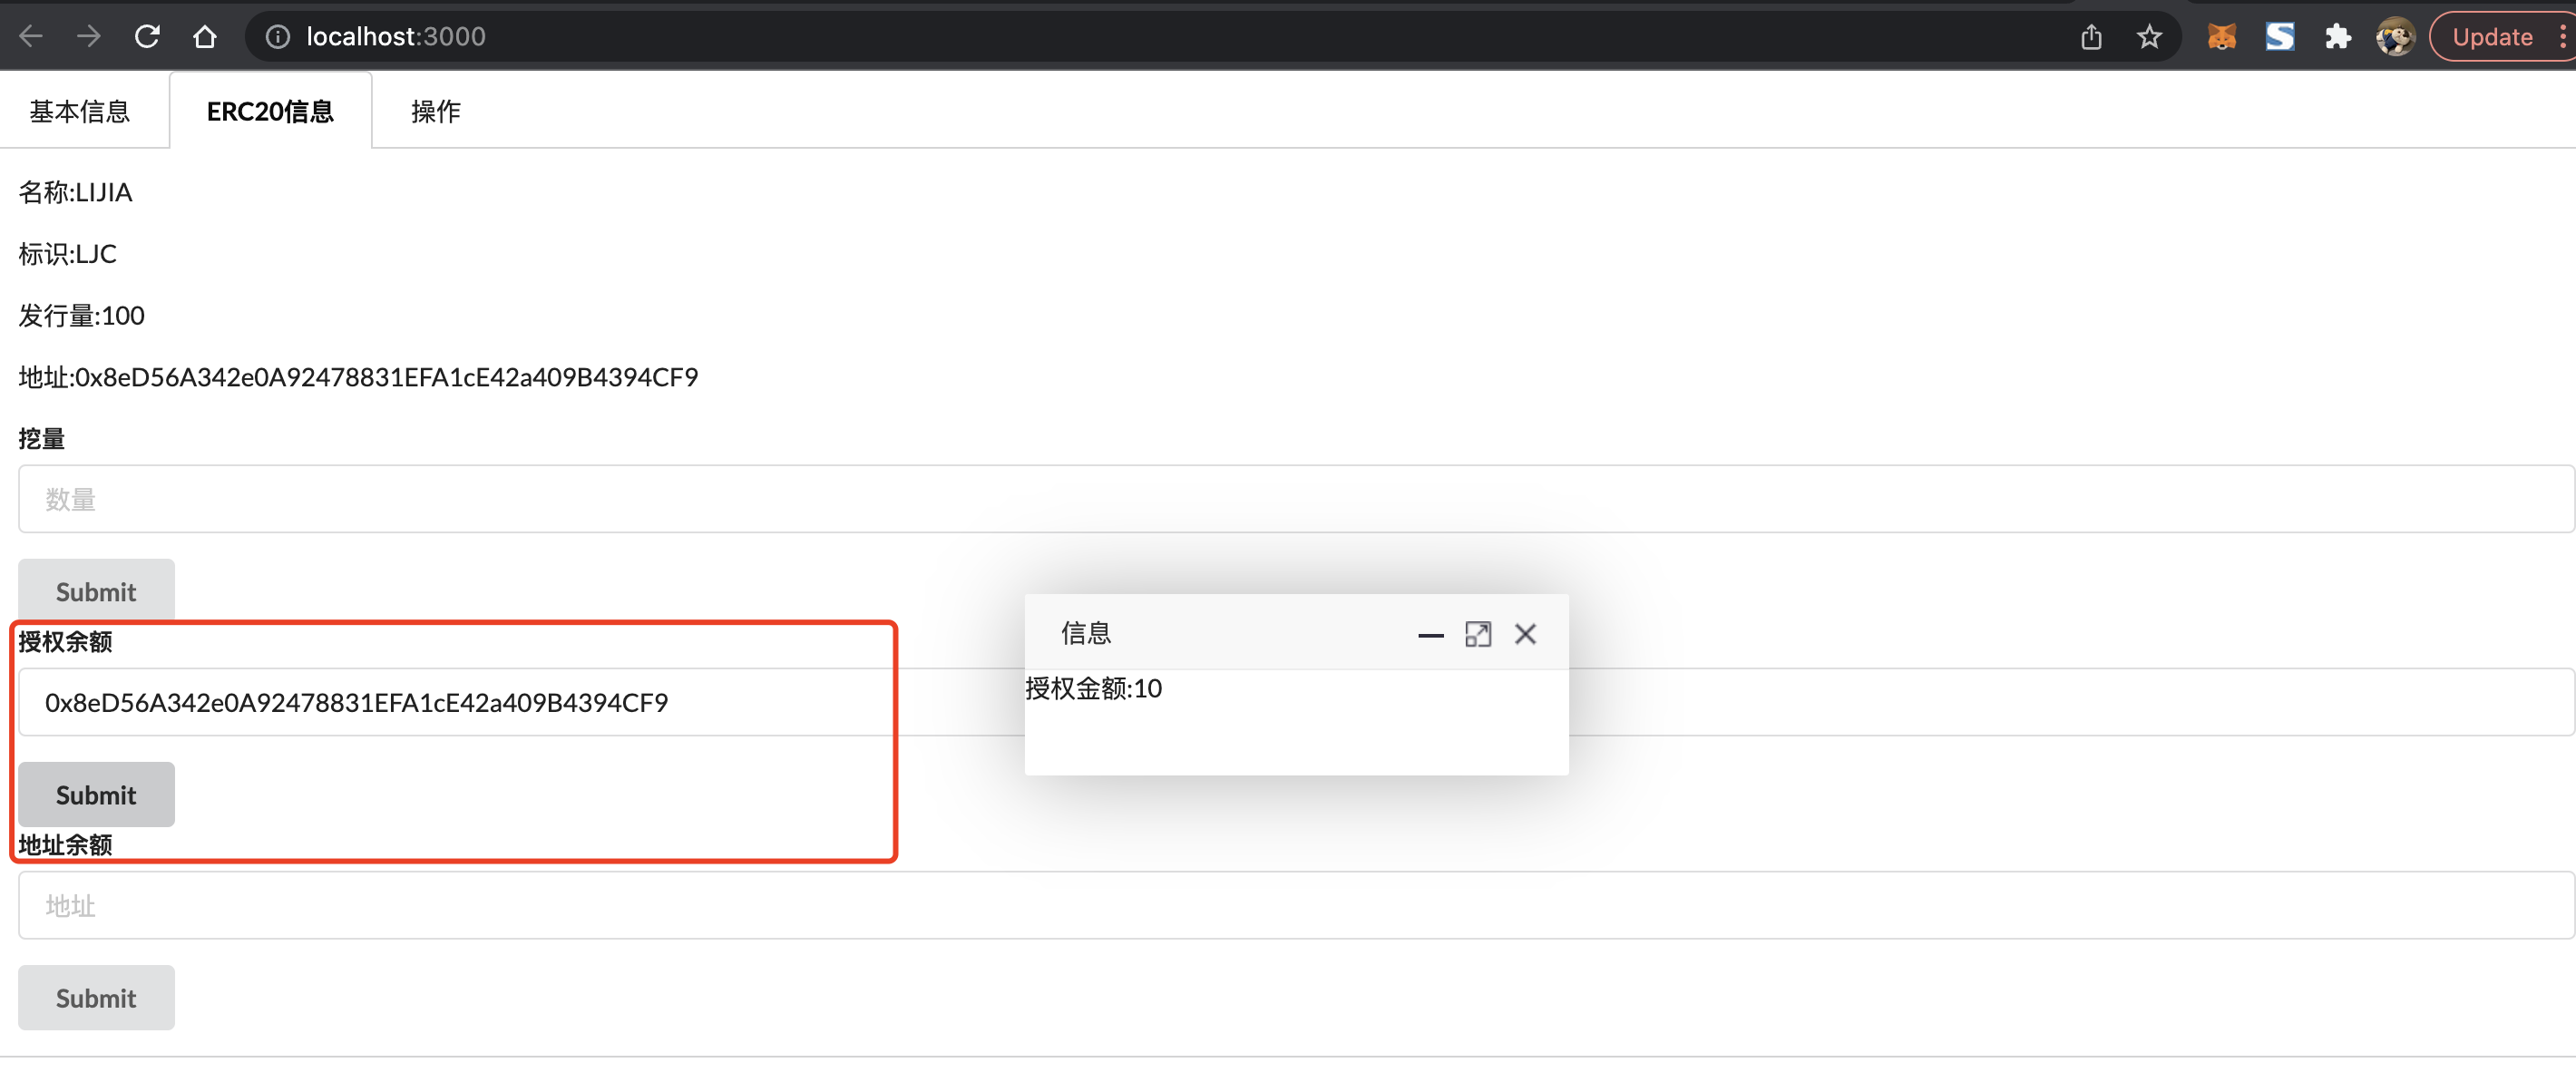 localhost:3000
Update
基本信息
ERC20信息
操作
名称:LIJIA
标识:LJC
发行量:100
地址:0x8eD56A342e0A92478831EFA1cE42a409B4394CF9
挖量
数量
Submit
授权余额
0x8eD56A342e0A92478831EFA1cE42a409B4394CF9
Submit
信息
授权金额:10
地址余额
地址
Submit